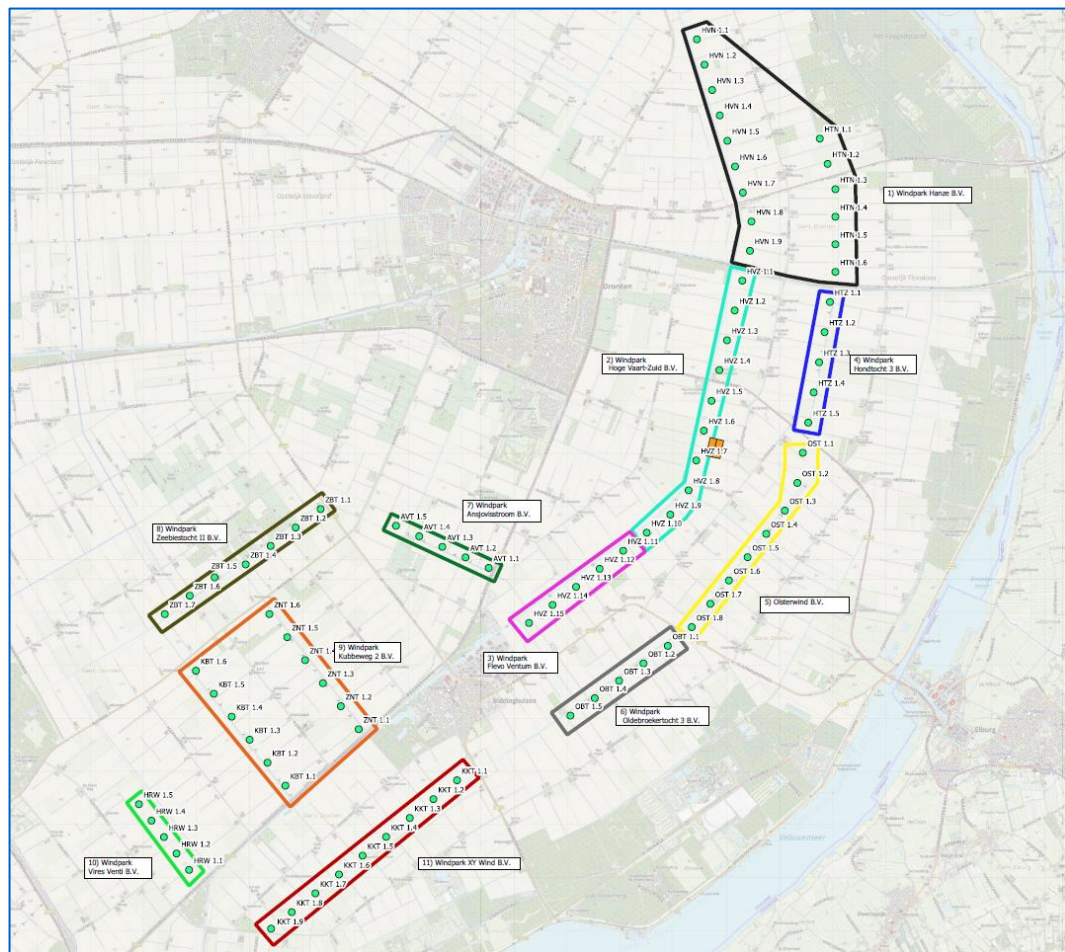 HVN-1.1
HVN 1.2
HVN 1.3
HVN 1.4
HVN 1.5
HVN 1.6
HVN 1.7
HVN 1.8
HVN 1.9
HTN 1.1
HTN-1.2
HTN-1.3
HTN-1.4
HTN-1.5
HTN-1.6
1) Windpark Hanze B.V.
Dronten
HVZ-1.1
HVZ 1.2
HVZ 1.3
HVZ 1.4
HVZ 1.5
HVZ 1.6
HVZ 1.7
HVZ 1.8
HVZ 1.9
HVZ 1.10
2) Windpark
Hoge Vaart-Zuid B.V.
HTZ 1.1
HTZ 1.2
HTZ 1.3
HTZ 1.4
HTZ 1.5
4) Windpark
Hondtocht 3 B.V.
OST 1.1
OST 1.2
OST 1.3
OST 1.4
OST 1.5
OST 1.6
OST 1.7
OST 1.8
5) Olsterwind B.V.
ZBT 1.1
ZBT 1.2
ZBT 1.3
ZBT 1.4
ZBT 1.5
ZBT 1.6
ZBT 1.7
8) Windpark
Zeebiestocht II B.V.
AVT 1.5
AVT 1.4
AVT 1.3
AVT 1.2
AVT 1.1
7) Windpark
Ansjovisstroom B.V.
HVZ 1.11
HVZ 1.12
HVZ 1.13
HVZ 1.14
HVZ 1.15
3) Windpark
Flevo Ventum B.V.
OBT 1.1
OBT 1.2
OBT 1.3
OBT 1.4
OBT 1.5
6) Windpark
Oldebroekertocht 3 B.V.
ZNT 1.6
ZNT 1.5
ZNT 1.4
ZNT 1.3
ZNT 1.2
ZNT 1.1
9) Windpark
Kubbeweg 2 B.V.
KBT 1.6
KBT 1.5
KBT 1.4
KBT 1.3
KBT 1.2
KBT 1.1
Biddinghuizen
Elburg
Veluwemeer
HRW 1.5
HRW 1.4
HRW 1.3
HRW 1.2
HRW 1.1
10) Windpark
Vires Venti B.V.
KKT 1.1
KKT 1.2
KKT 1.3
KKT 1.4
KKT 1.5
KKT 1.6
KKT 1.7
KKT 1.8
KKT 1.9
11) Windpark XY Wind B.V.